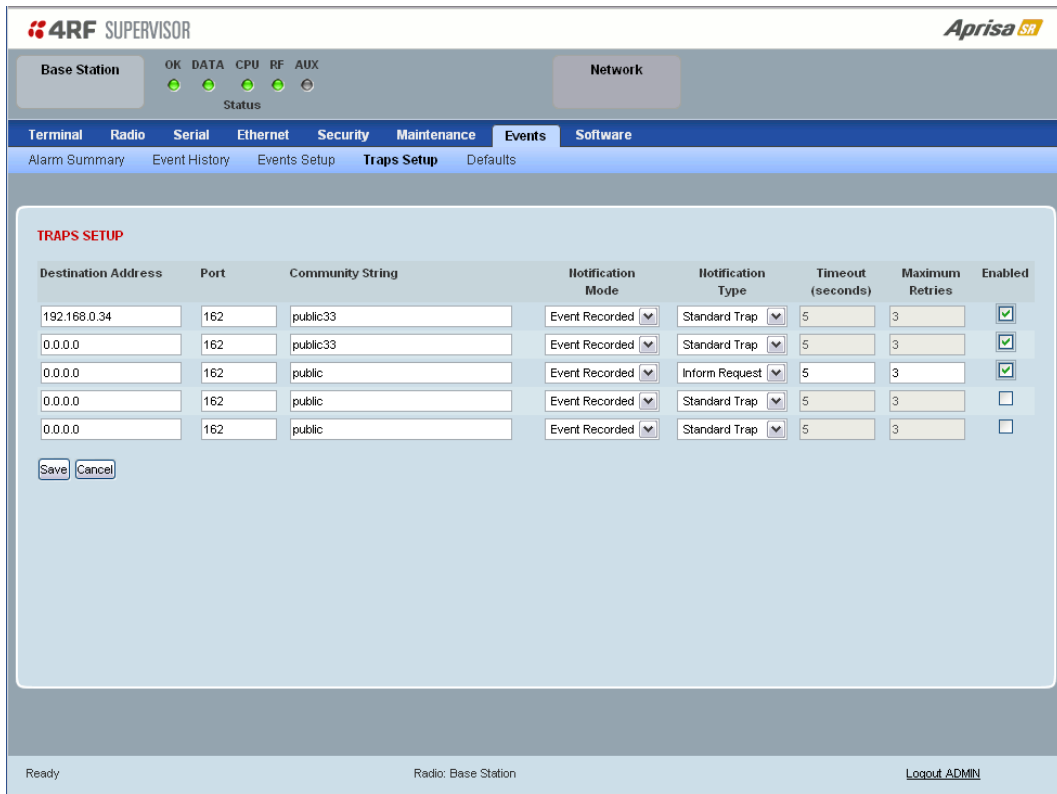 4RF SUPERVISOR
Aprisa SR
Base Station
OK DATA CPU RF AUX
Status
Network
Terminal Radio Serial Ethernet Security Maintenance Events Software
Alarm Summary Event History Events Setup Traps Setup Defaults
TRAPS SETUP
Destination Address Port Community String Notification Mode Notification Type Timeout (seconds) Maximum Retries Enabled
192.168.0.34 162 public33 Event Recorded Standard Trap 5 3
0.0.0.0 162 public33 Event Recorded Standard Trap 5 3
0.0.0.0 162 public Event Recorded Inform Request 5 3
0.0.0.0 162 public Event Recorded Standard Trap 5 3
0.0.0.0 162 public Event Recorded Standard Trap 5 3
Save Cancel
Ready Radio: Base Station Logout ADMIN